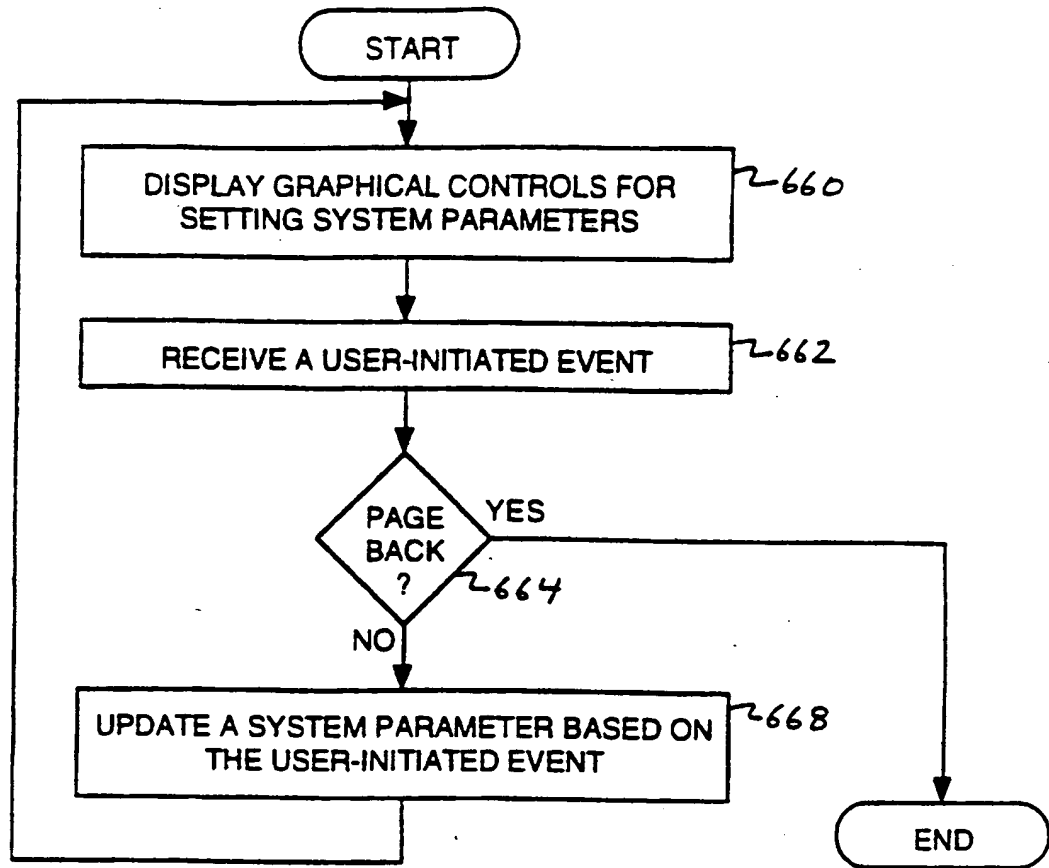 START
DISPLAY GRAPHICAL CONTROLS FOR
SETTING SYSTEM PARAMETERS
660
RECEIVE A USER-INITIATED EVENT
662
PAGE
BACK
?
YES
664
NO
UPDATE A SYSTEM PARAMETER BASED ON
THE USER-INITIATED EVENT
668
END